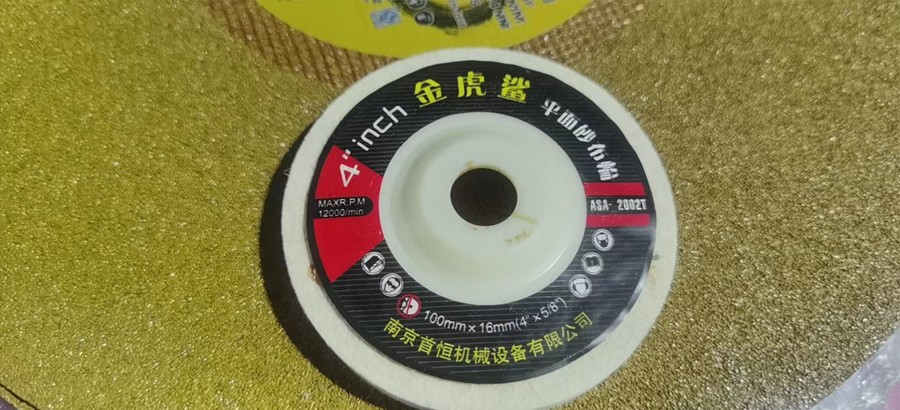 4"inch
金虎鲨
平面砂布輪
MAXR.P.M
12000/min
ASA- 2002T
100mm×16mm(4"×5/8")
南京首恒机械设备有限公司